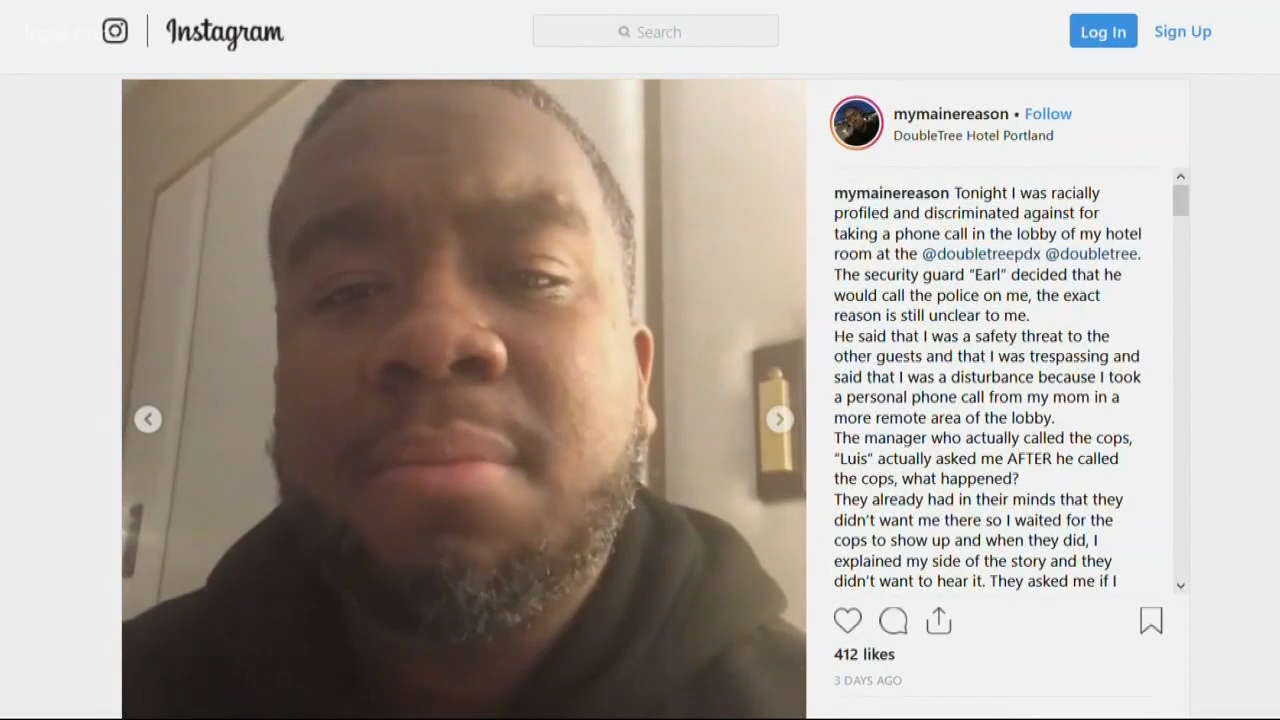 Instagram
Search
Log In
Sign Up
mymainereason • Follow
DoubleTree Hotel Portland
mymainereason Tonight I was racially
profiled and discriminated against for
taking a phone call in the lobby of my hotel
room at the @doubletreepdx @doubletree.
The security guard “Earl” decided that he
would call the police on me, the exact
reason is still unclear to me.
He said that I was a safety threat to the
other guests and that I was trespassing and
said that I was a disturbance because I took
a personal phone call from my mom in a
more remote area of the lobby.
The manager who actually called the cops,
“Luis” actually asked me AFTER he called
the cops, what happened?
They already had in their minds that they
didn’t want me there so I waited for the
cops to show up and when they did, I
explained my side of the story and they
didn’t want to hear it. They asked me if I
412 likes
3 DAYS AGO